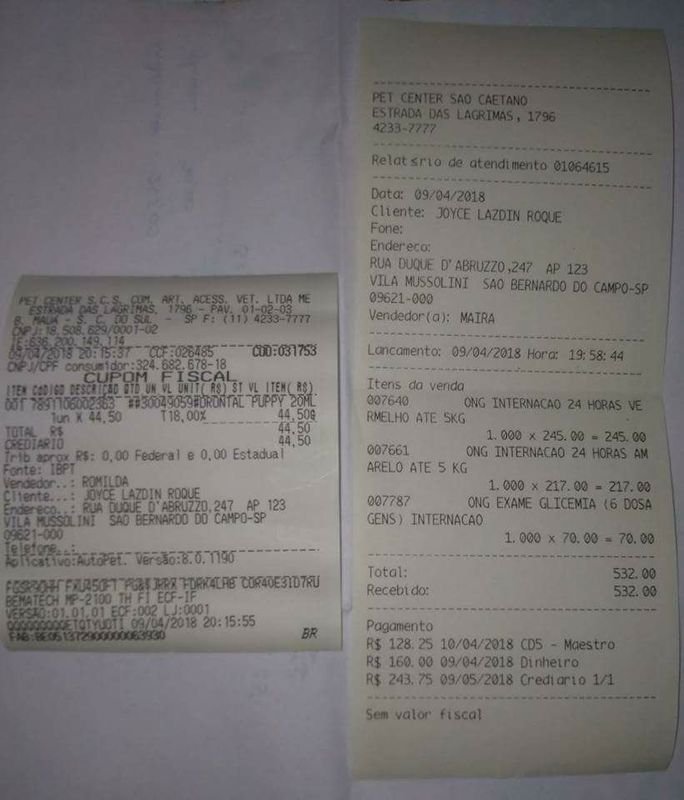 PET CENTER S.C.S. COM. ART. ACESS. VET. LTDA ME
ESTRADA DAS LAGRIMAS, 1796 - PAV. 01-02-03
B. MAUA - S. C. DO SUL - SP F: (11) 4233-7777
CNPJ:18.508.629/0001-02
IE:636.200.149.114
09/04/2018 20:15:37 CCF:026485 COO:031753
CNPJ/CPF consumidor:324.682.678-18
CUPOM FISCAL
ITEM CÓDIGO DESCRIÇÃO QTD UN VL UNIT( R$) ST VL ITEM( R$)
001 7891106002363 ##30049059#DRONTAL PUPPY 20ML
1un X 44,50 T18,00% 44,50
TOTAL R$ 44,50
CREDIARIO 44,50
Trib aprox R$: 0,00 Federal e 0,00 Estadual
Fonte: IBPT
Vendedor..: ROMILDA
Cliente...: JOYCE LAZDIN ROQUE
Endereco..: RUA DUQUE D'ABRUZZO,247 AP 123
VILA MUSSOLINI SAO BERNARDO DO CAMPO-SP
09621-000
Telefone..:
Aplicativo:AutoPet. Versão:8.0.1190
BEMATECH MP-2100 TH FI ECF-IF
VERSÃO:01.01.01 ECF:002 LJ:0001
09/04/2018 20:15:55
BR
PET CENTER SAO CAETANO
ESTRADA DAS LAGRIMAS, 1796
4233-7777
Relatsrio de atendimento 01064615
Data: 09/04/2018
Cliente: JOYCE LAZDIN ROQUE
Fone:
Endereco:
RUA DUQUE D'ABRUZZO,247 AP 123
VILA MUSSOLINI SAO BERNARDO DO CAMPO-SP
09621-000
Vendedor(a): MAIRA
Lancamento: 09/04/2018 Hora: 19:58:44
Itens da venda
007640 ONG INTERNACAO 24 HORAS VE
RMELHO ATE 5KG
1.000 x 245.00 = 245.00
007661 ONG INTERNACAO 24 HORAS AM
ARELO ATE 5 KG
1.000 x 217.00 = 217.00
007787 ONG EXAME GLICEMIA (6 DOSA
GENS) INTERNACAO
1.000 x 70.00 = 70.00
Total: 532.00
Recebido: 532.00
Pagamento
R$ 128.25 10/04/2018 CD5 - Maestro
R$ 160.00 09/04/2018 Dinheiro
R$ 243.75 09/05/2018 Crediario 1/1
Sem valor fiscal